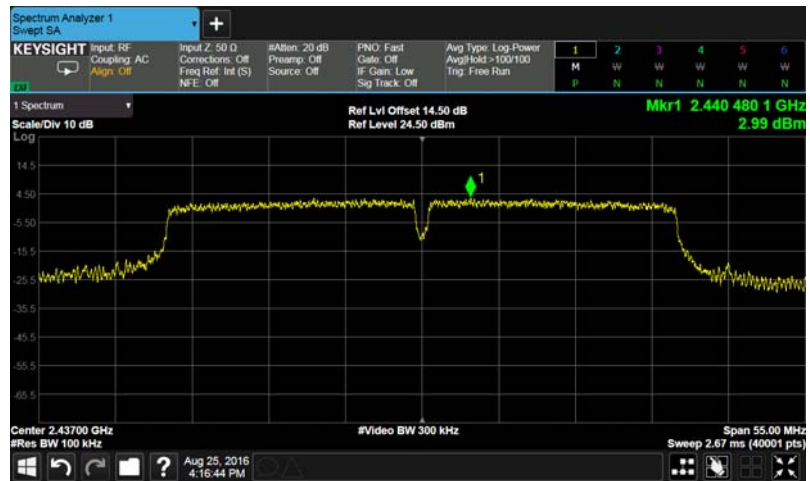 Spectrum Analyzer 1
Swept SA
+
KEYSIGHT Input: RF
Coupling: AC
Align: Off
Input Z: 50 Ω
Corrections: Off
Freq Ref: Int (S)
NFE: Off
#Atten: 20 dB
Preamp: Off
Source: Off
PNO: Fast
Gate: Off
IF Gain: Low
Sig Track: Off
Avg Type: Log-Power
Avg|Hold:>100/100
Trig: Free Run
1 2 3 4 5 6
M W W W W W
P N N N N N
1 Spectrum
Scale/Div 10 dB
Log
Ref Lvl Offset 14.50 dB
Ref Level 24.50 dBm
Mkr1 2.440 480 1 GHz
2.99 dBm
14.5
4.50
1
-5.50
-15.5
-25.5
-35.5
-45.5
-55.5
-65.5
Center 2.43700 GHz #Video BW 300 kHz Span 55.00 MHz
#Res BW 100 kHz Sweep 2.67 ms (40001 pts)
? Aug 25, 2016
4:16:44 PM